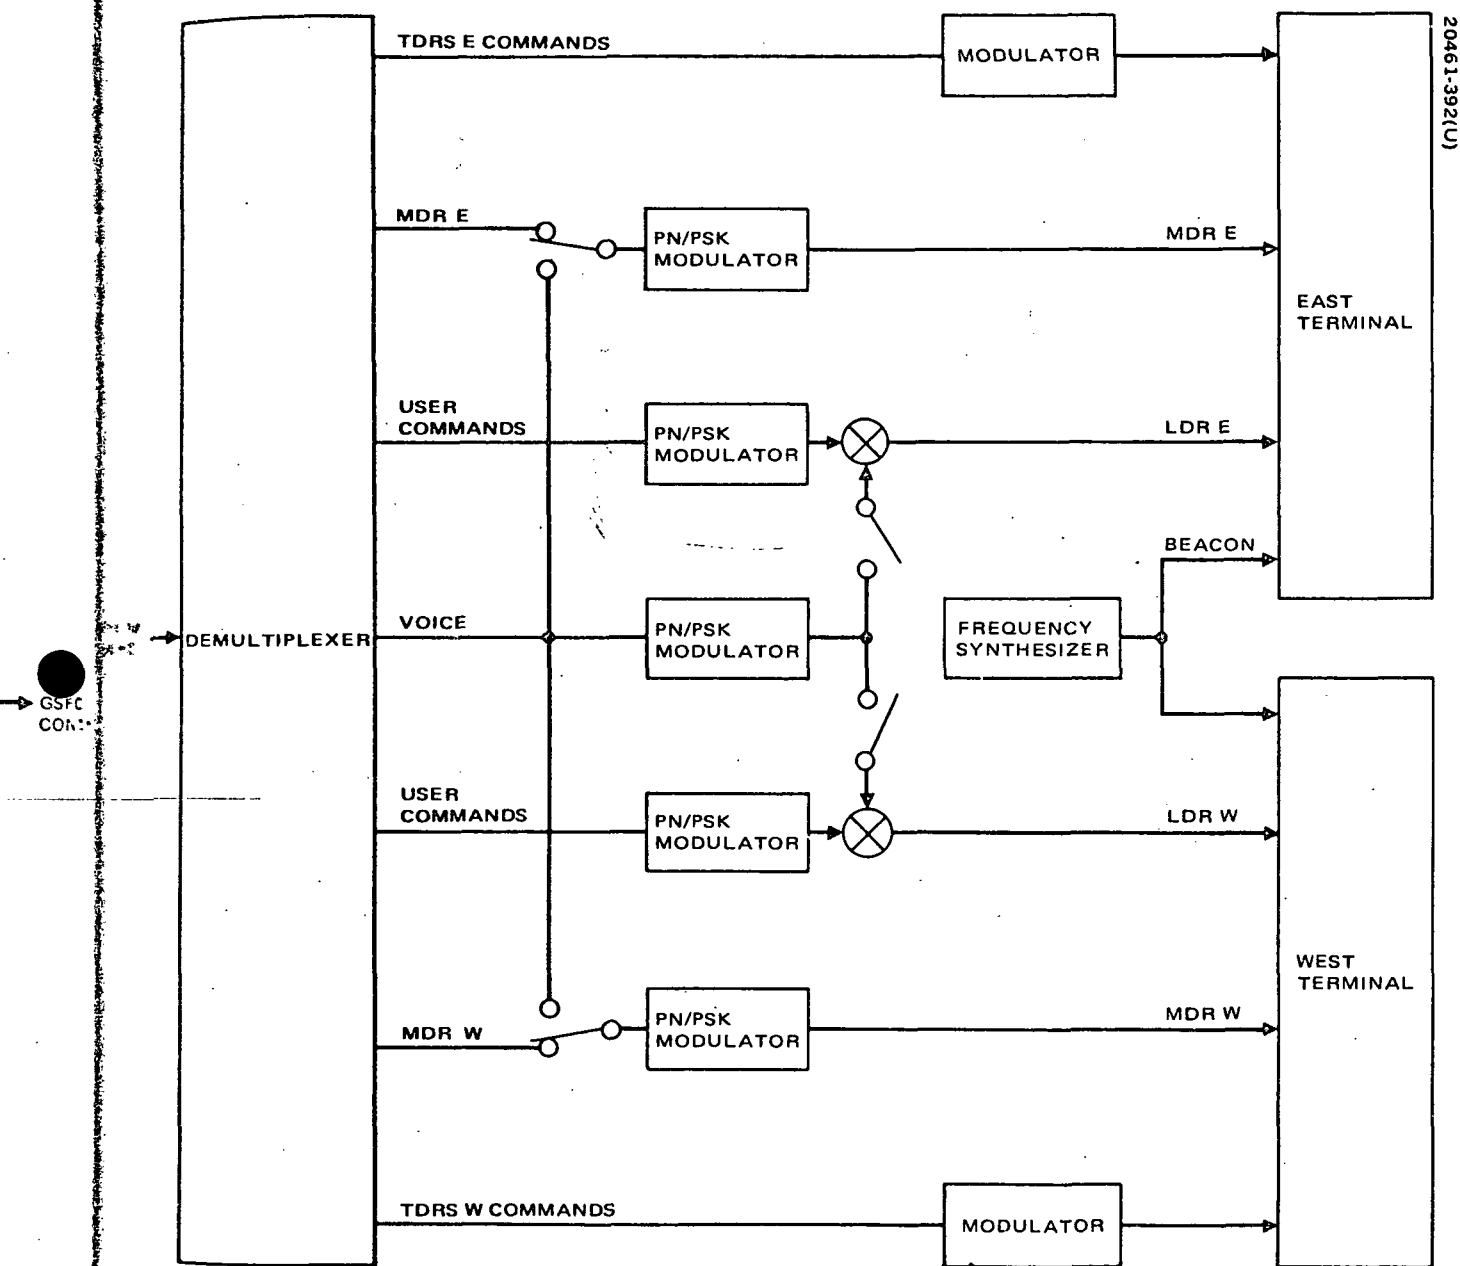 20461-392(U)
TDRS E COMMANDS
MODULATOR
MDR E
PN/PSK
MODULATOR
MDR E
EAST
TERMINAL
USER
COMMANDS
PN/PSK
MODULATOR
LDR E
BEACON
DEMULTIPLEXER
VOICE
PN/PSK
MODULATOR
FREQUENCY
SYNTHESIZER
GSFC
USER
COMMANDS
PN/PSK
MODULATOR
LDR W
WEST
TERMINAL
MDR W
PN/PSK
MODULATOR
MDR W
TDRS W COMMANDS
MODULATOR